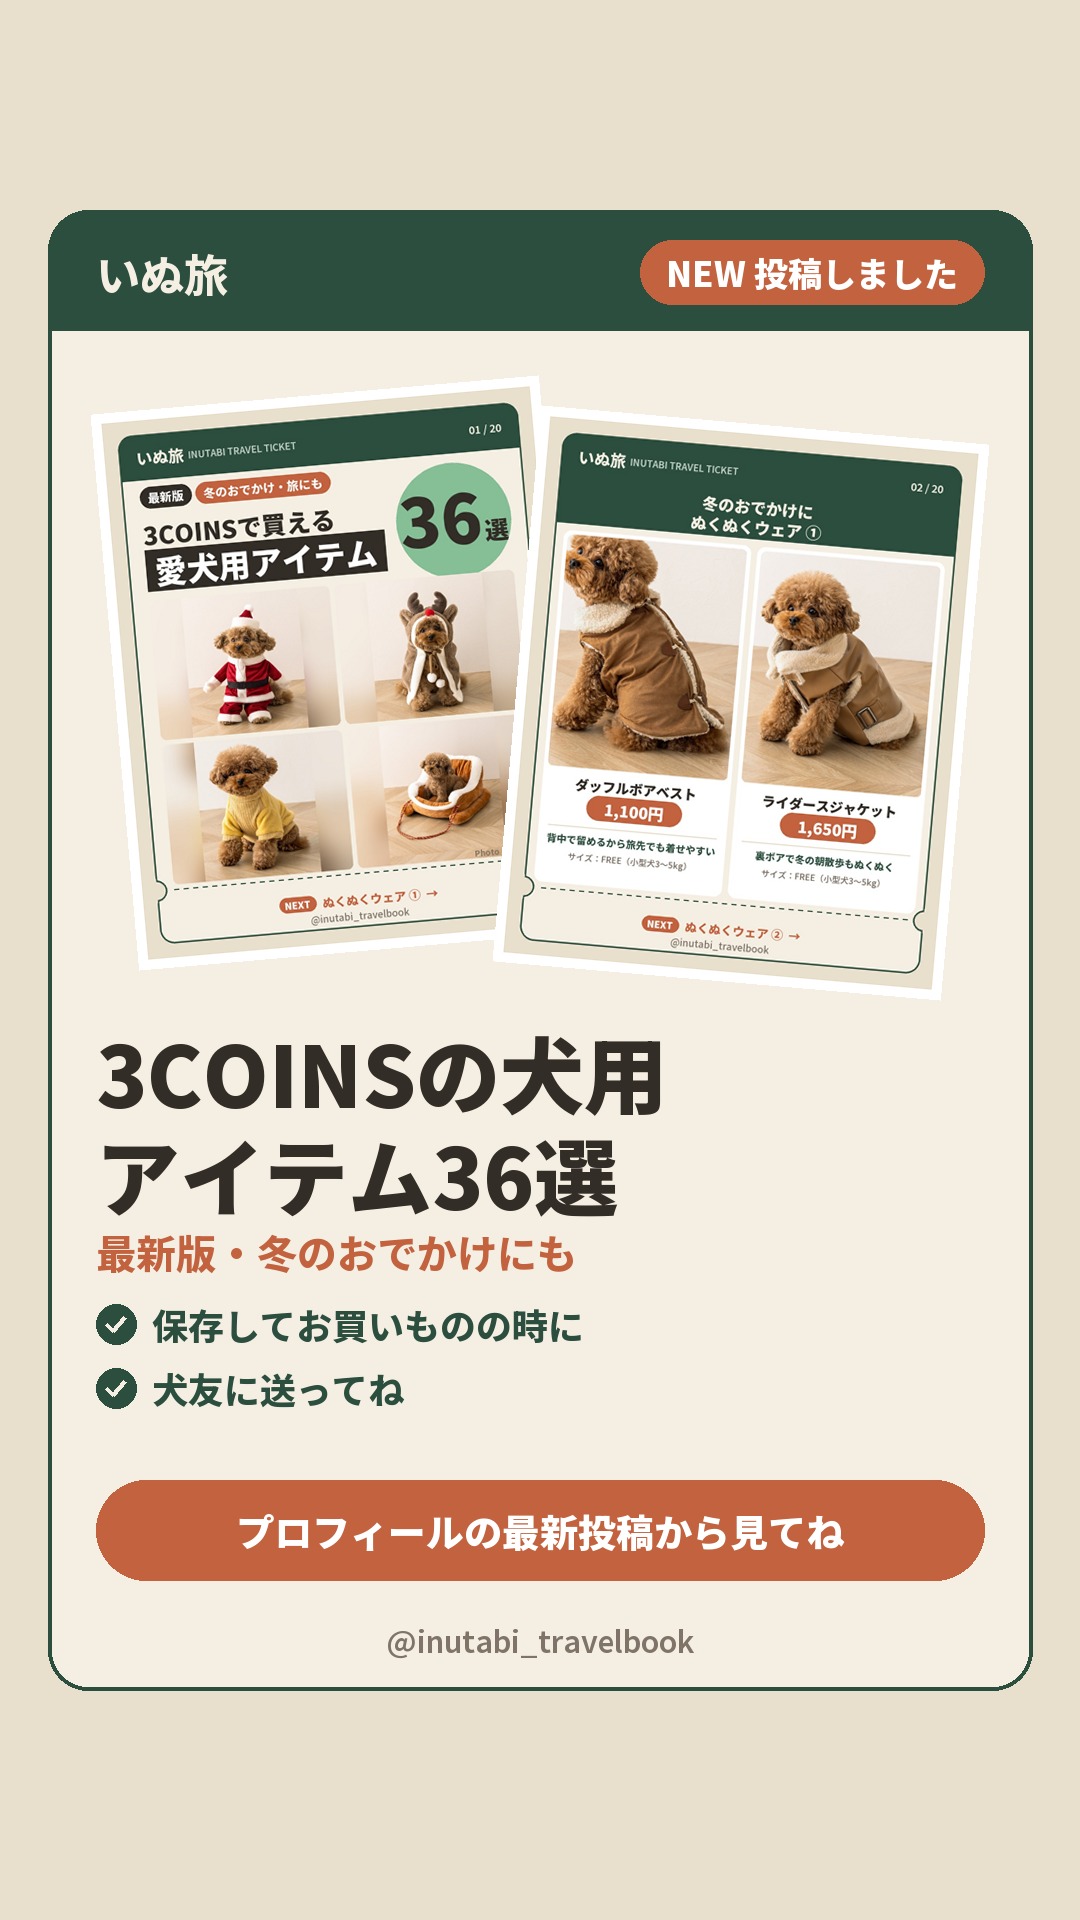 いぬ旅
NEW 投稿しました
いぬ旅 INUTABI TRAVEL TICKET
01 / 20
最新版
冬のおでかけ・旅にも
3COINSで買える
愛犬用アイテム
36選
Photo
NEXT ぬくぬくウェア① →
@inutabi_travelbook
いぬ旅 INUTABI TRAVEL TICKET
02 / 20
冬のおでかけに
ぬくぬくウェア①
ダッフルボアベスト
1,100円
背中で留めるから旅先でも着せやすい
サイズ：FREE（小型犬3〜5kg）
ライダースジャケット
1,650円
裏ボアで冬の朝散歩もぬくぬく
サイズ：FREE（小型犬3〜5kg）
NEXT ぬくぬくウェア② →
@inutabi_travelbook
3COINSの犬用
アイテム36選
最新版・冬のおでかけにも
保存してお買いものの時に
犬友に送ってね
プロフィールの最新投稿から見てね
@inutabi_travelbook